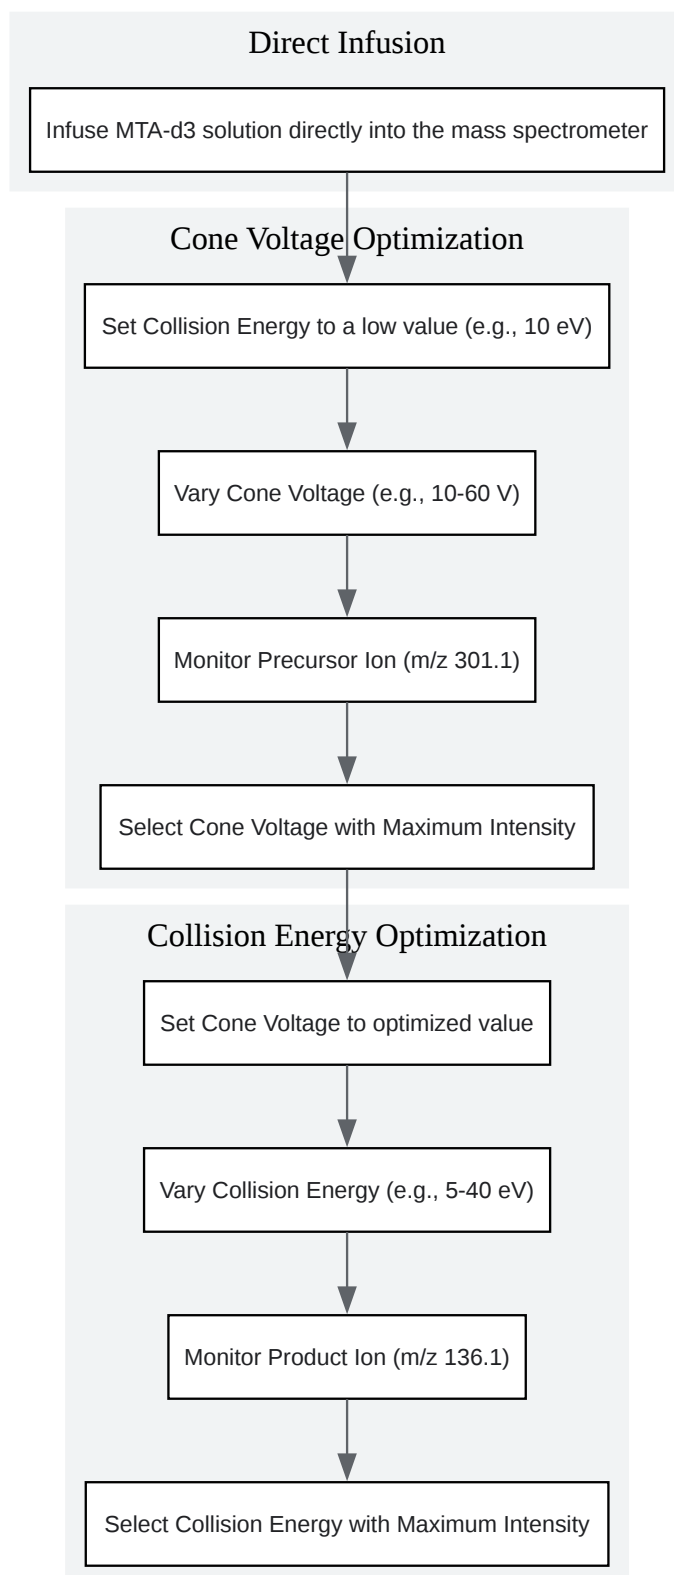 Direct Infusion
Infuse MTA-d3 solution directly into the mass spectrometer
Cone Voltage Optimization
Set Collision Energy to a low value (e.g., 10 eV)
Vary Cone Voltage (e.g., 10-60 V)
Monitor Precursor Ion (m/z 301.1)
Select Cone Voltage with Maximum Intensity
Collision Energy Optimization
Set Cone Voltage to optimized value
Vary Collision Energy (e.g., 5-40 eV)
Monitor Product Ion (m/z 136.1)
Select Collision Energy with Maximum Intensity